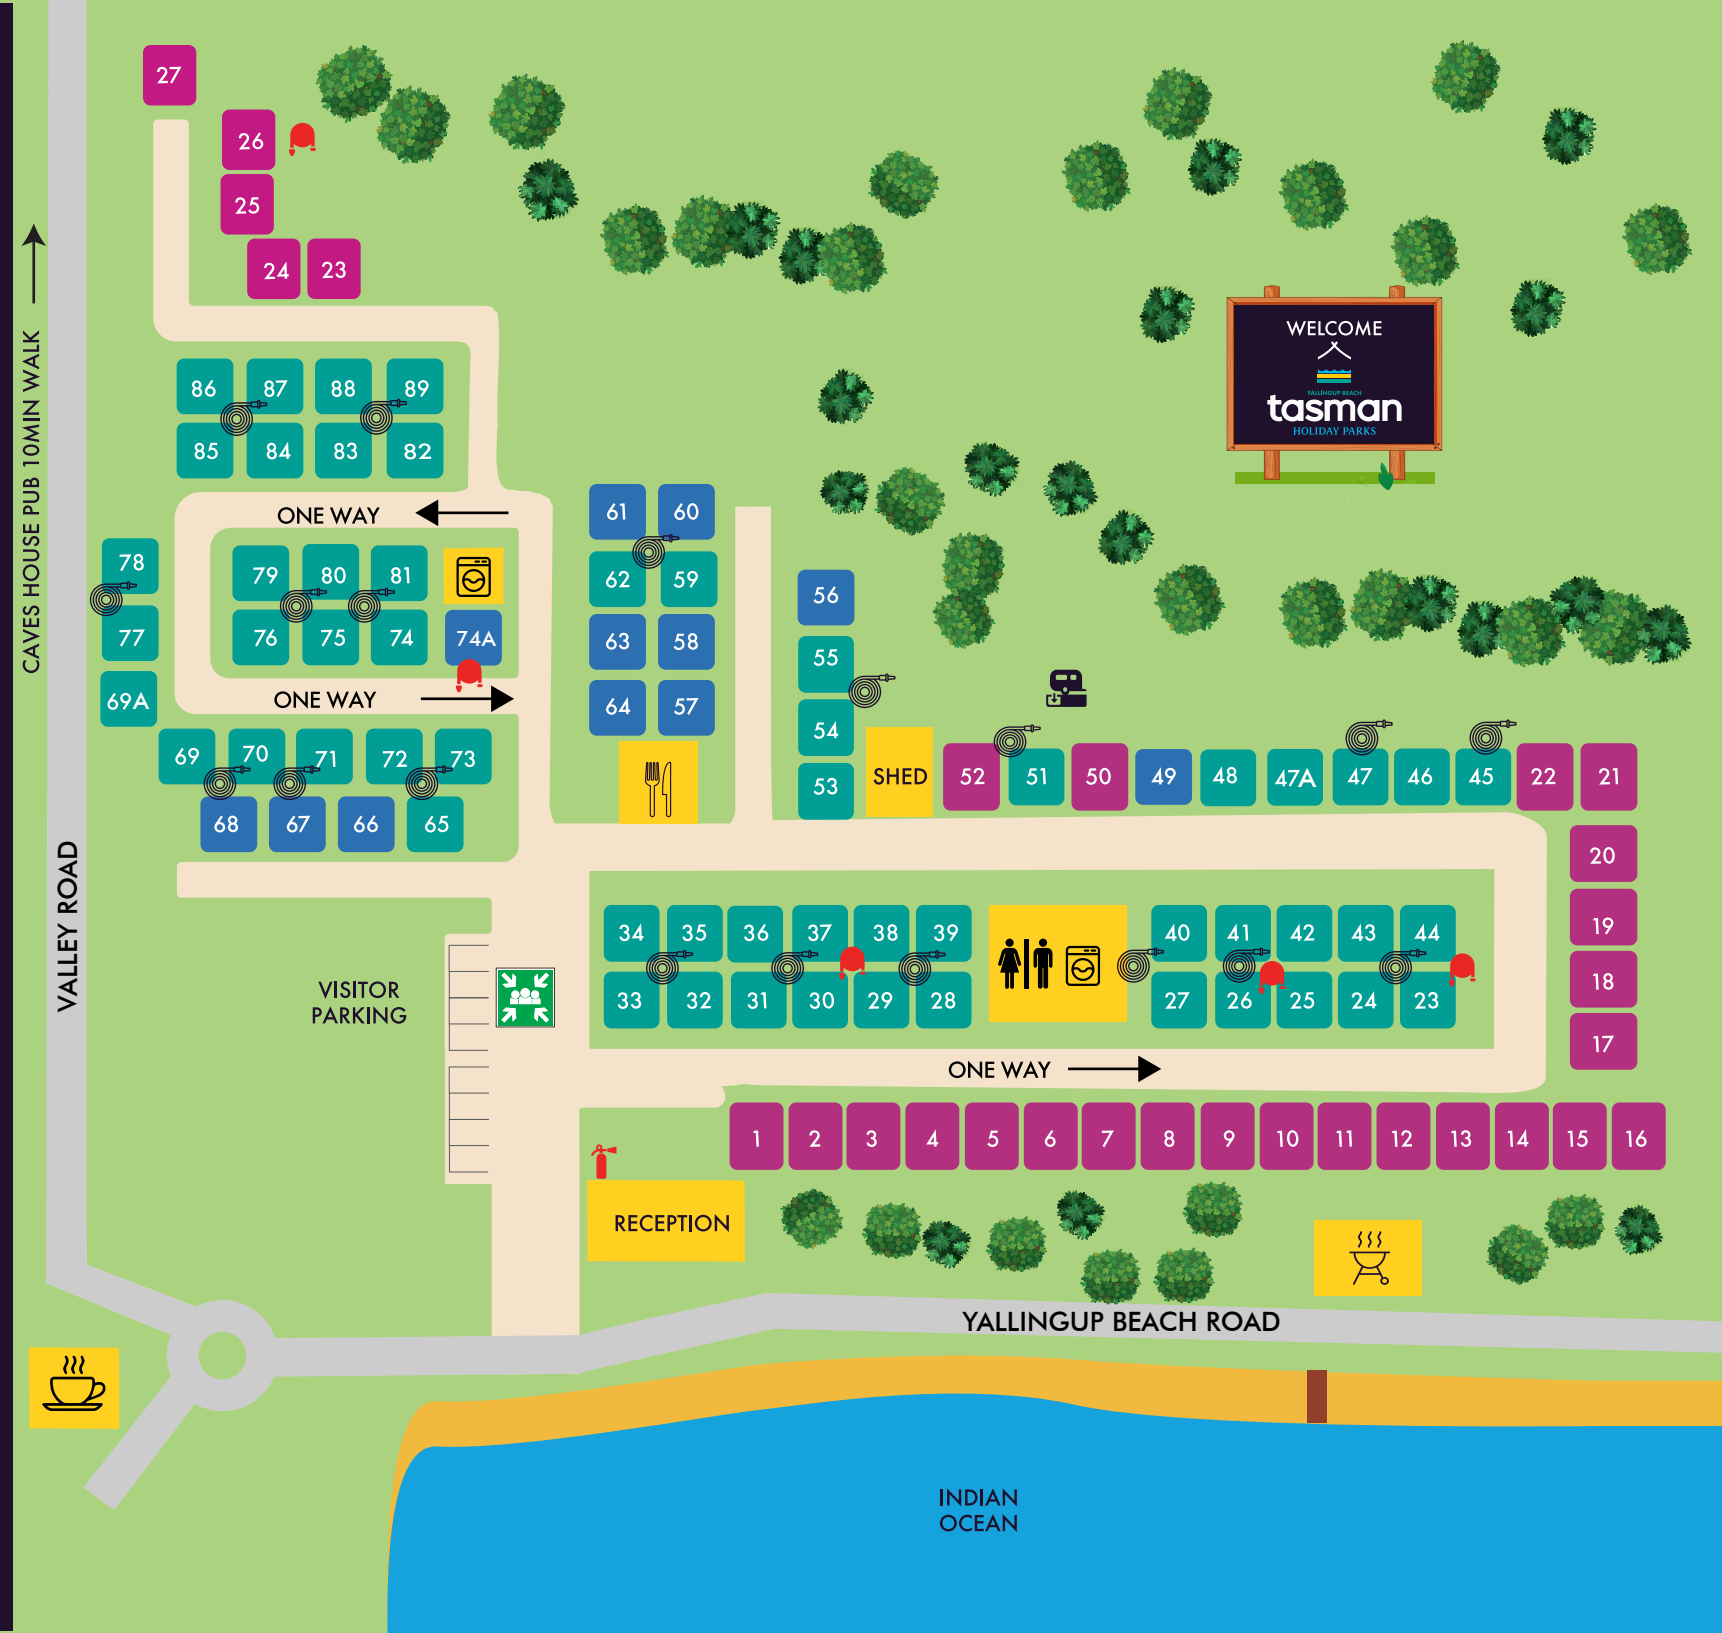 27
26
25
24 23
CAVES HOUSE PUB 10MIN WALK
WELCOME
YALLINGUP BEACH
tasman
HOLIDAY PARKS
86 87 88 89
85 84 83 82
ONE WAY
61 60
78
79 80 81
62 59
56
77
76 75 74 74A
63 58
55
69A
ONE WAY
64 57
54
69 70 71 72 73
53
SHED
52 51 50 49 48 47A 47 46 45 22 21
68 67 66 65
20
VALLEY ROAD
34 35 36 37 38 39
40 41 42 43 44
19
VISITOR
PARKING
33 32 31 30 29 28
27 26 25 24 23
18
17
ONE WAY
1 2 3 4 5 6 7 8 9 10 11 12 13 14 15 16
RECEPTION
YALLINGUP BEACH ROAD
INDIAN
OCEAN